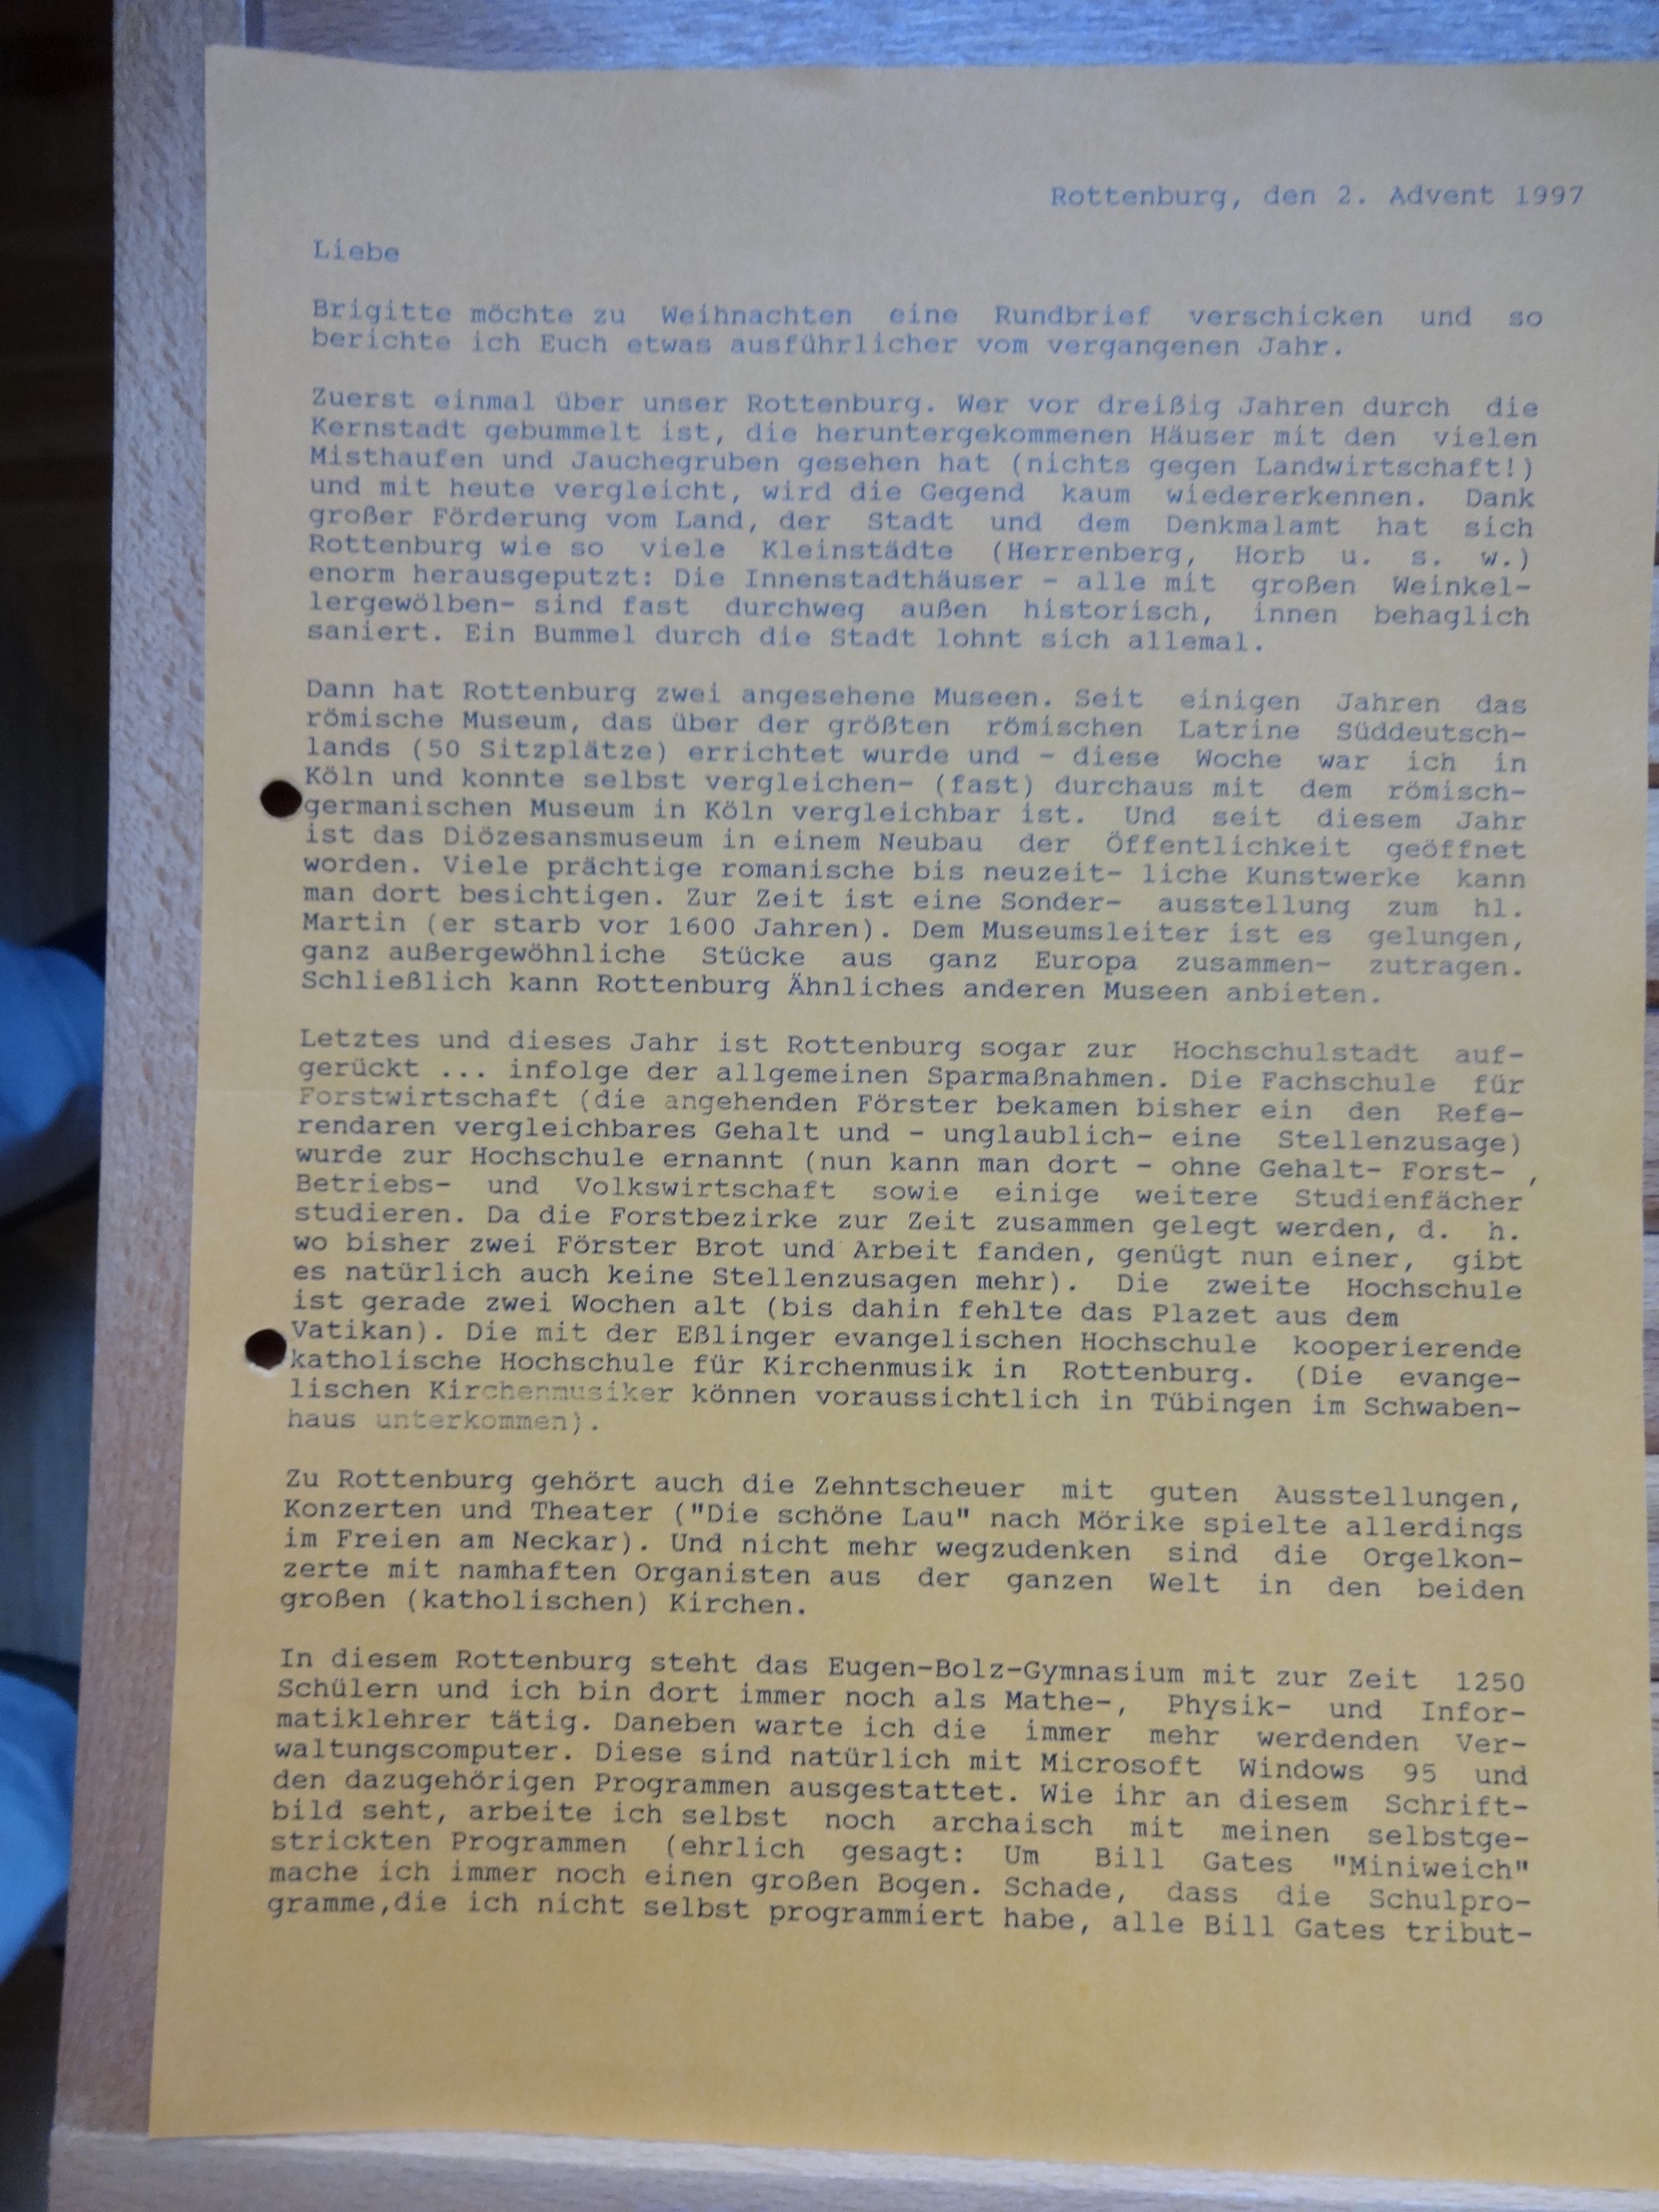 Rottenburg, den 2. Advent 1997
Liebe
Brigitte möchte zu Weihnachten eine Rundbrief verschicken und so
berichte ich Euch etwas ausführlicher vom vergangenen Jahr.
Zuerst einmal über unser Rottenburg. Wer vor dreißig Jahren durch die
Kernstadt gebummelt ist, die heruntergekommenen Häuser mit den vielen
Misthaufen und Jauchegruben gesehen hat (nichts gegen Landwirtschaft!)
und mit heute vergleicht, wird die Gegend kaum wiedererkennen. Dank
großer Förderung vom Land, der Stadt und dem Denkmalamt hat sich
Rottenburg wie so viele Kleinstädte (Herrenberg, Horb u. s. w.)
enorm herausgeputzt: Die Innenstadthäuser - alle mit großen Weinkel-
lergewölben- sind fast durchweg außen historisch, innen behaglich
saniert. Ein Bummel durch die Stadt lohnt sich allemal.
Dann hat Rottenburg zwei angesehene Museen. Seit einigen Jahren das
römische Museum, das über der größten römischen Latrine Süddeutsch-
lands (50 Sitzplätze) errichtet wurde und - diese Woche war ich in
Köln und konnte selbst vergleichen- (fast) durchaus mit dem römisch-
germanischen Museum in Köln vergleichbar ist. Und seit diesem Jahr
ist das Diözesansmuseum in einem Neubau der Öffentlichkeit geöffnet
worden. Viele prächtige romanische bis neuzeit- liche Kunstwerke kann
man dort besichtigen. Zur Zeit ist eine Sonder- ausstellung zum hl.
Martin (er starb vor 1600 Jahren). Dem Museumsleiter ist es gelungen,
ganz außergewöhnliche Stücke aus ganz Europa zusammen- zutragen.
Schließlich kann Rottenburg Ähnliches anderen Museen anbieten.
Letztes und dieses Jahr ist Rottenburg sogar zur Hochschulstadt auf-
gerückt ... infolge der allgemeinen Sparmaßnahmen. Die Fachschule für
Forstwirtschaft (die angehenden Förster bekamen bisher ein den Refe-
rendaren vergleichbares Gehalt und - unglaublich- eine Stellenzusage)
wurde zur Hochschule ernannt (nun kann man dort - ohne Gehalt- Forst- ,
Betriebs- und Volkswirtschaft sowie einige weitere Studienfächer
studieren. Da die Forstbezirke zur Zeit zusammen gelegt werden, d. h.
wo bisher zwei Förster Brot und Arbeit fanden, genügt nun einer, gibt
es natürlich auch keine Stellenzusagen mehr). Die zweite Hochschule
ist gerade zwei Wochen alt (bis dahin fehlte das Plazet aus dem
Vatikan). Die mit der Eßlinger evangelischen Hochschule kooperierende
katholische Hochschule für Kirchenmusik in Rottenburg. (Die evange-
lischen Kirchenmusiker können voraussichtlich in Tübingen im Schwaben-
haus unterkommen).
Zu Rottenburg gehört auch die Zehntscheuer mit guten Ausstellungen,
Konzerten und Theater ("Die schöne Lau" nach Mörike spielte allerdings
im Freien am Neckar). Und nicht mehr wegzudenken sind die Orgelkon-
zerte mit namhaften Organisten aus der ganzen Welt in den beiden
großen (katholischen) Kirchen.
In diesem Rottenburg steht das Eugen-Bolz-Gymnasium mit zur Zeit 1250
Schülern und ich bin dort immer noch als Mathe-, Physik- und Infor-
matiklehrer tätig. Daneben warte ich die immer mehr werdenden Ver-
waltungscomputer. Diese sind natürlich mit Microsoft Windows 95 und
den dazugehörigen Programmen ausgestattet. Wie ihr an diesem Schrift-
bild seht, arbeite ich selbst noch archaisch mit meinen selbstge-
strickten Programmen (ehrlich gesagt: Um Bill Gates "Miniweich"
mache ich immer noch einen großen Bogen. Schade, dass die Schulpro-
gramme,die ich nicht selbst programmiert habe, alle Bill Gates tribut-